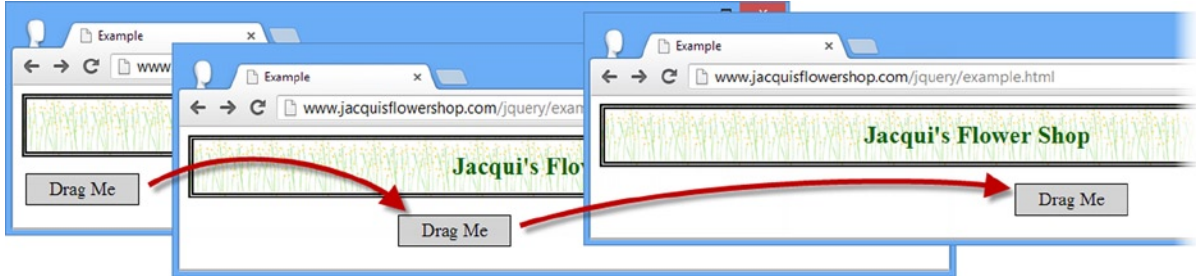 Example
www
Drag Me
Example
www.jacquisflowershop.com/jquery/exam
Jacqui's Flo
Drag Me
Example
www.jacquisflowershop.com/jquery/example.html
Jacqui's Flower Shop
Drag Me